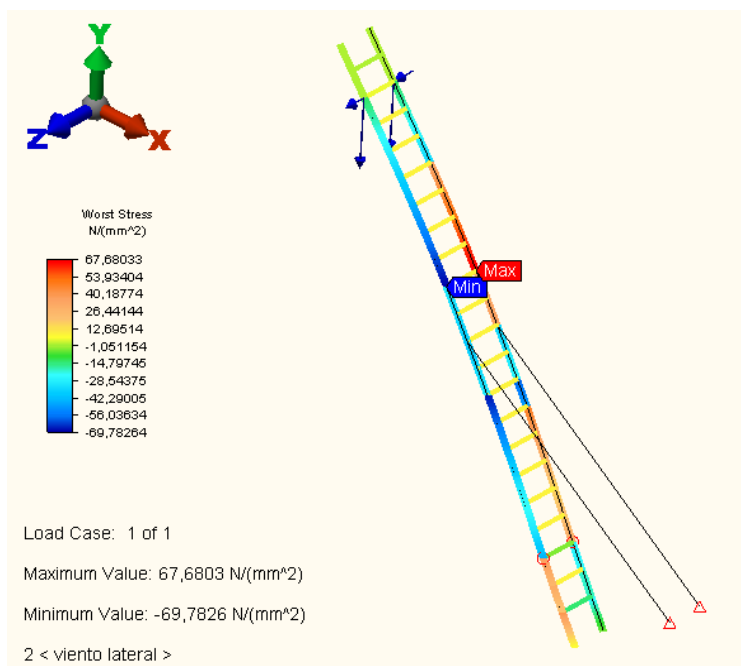 Y
Z
X
Worst Stress
N/(mm^2)
67,68033
53,93404
40,18774
26,44144
12,69514
-1,051154
-14,79745
-28,54375
-42,29005
-56,03634
-69,78264
Max
Min
Load Case: 1 of 1
Maximum Value: 67,6803 N/(mm^2)
Minimum Value: -69,7826 N/(mm^2)
2 < viento lateral >